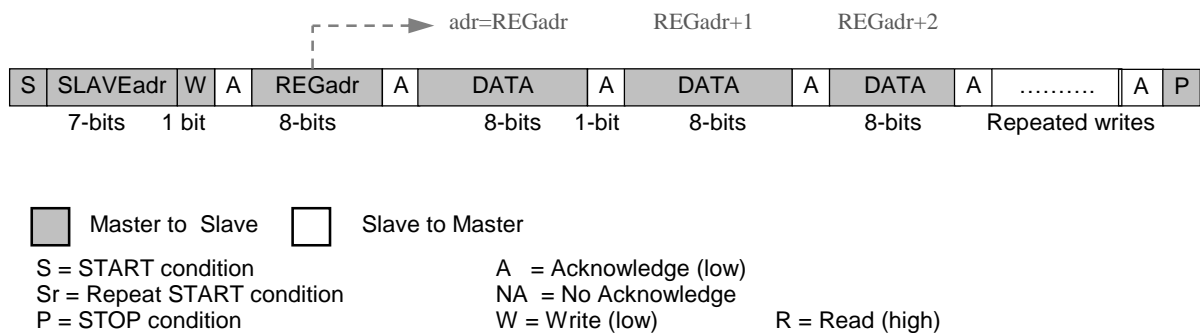 adr=REGadr REGadr+1 REGadr+2
S SLAVEadr W A REGadr A DATA A DATA A DATA A .......... A P
7-bits 1 bit 8-bits 8-bits 1-bit 8-bits 8-bits Repeated writes
Master to Slave Slave to Master
S = START condition A = Acknowledge (low)
Sr = Repeat START condition NA = No Acknowledge
P = STOP condition W = Write (low) R = Read (high)